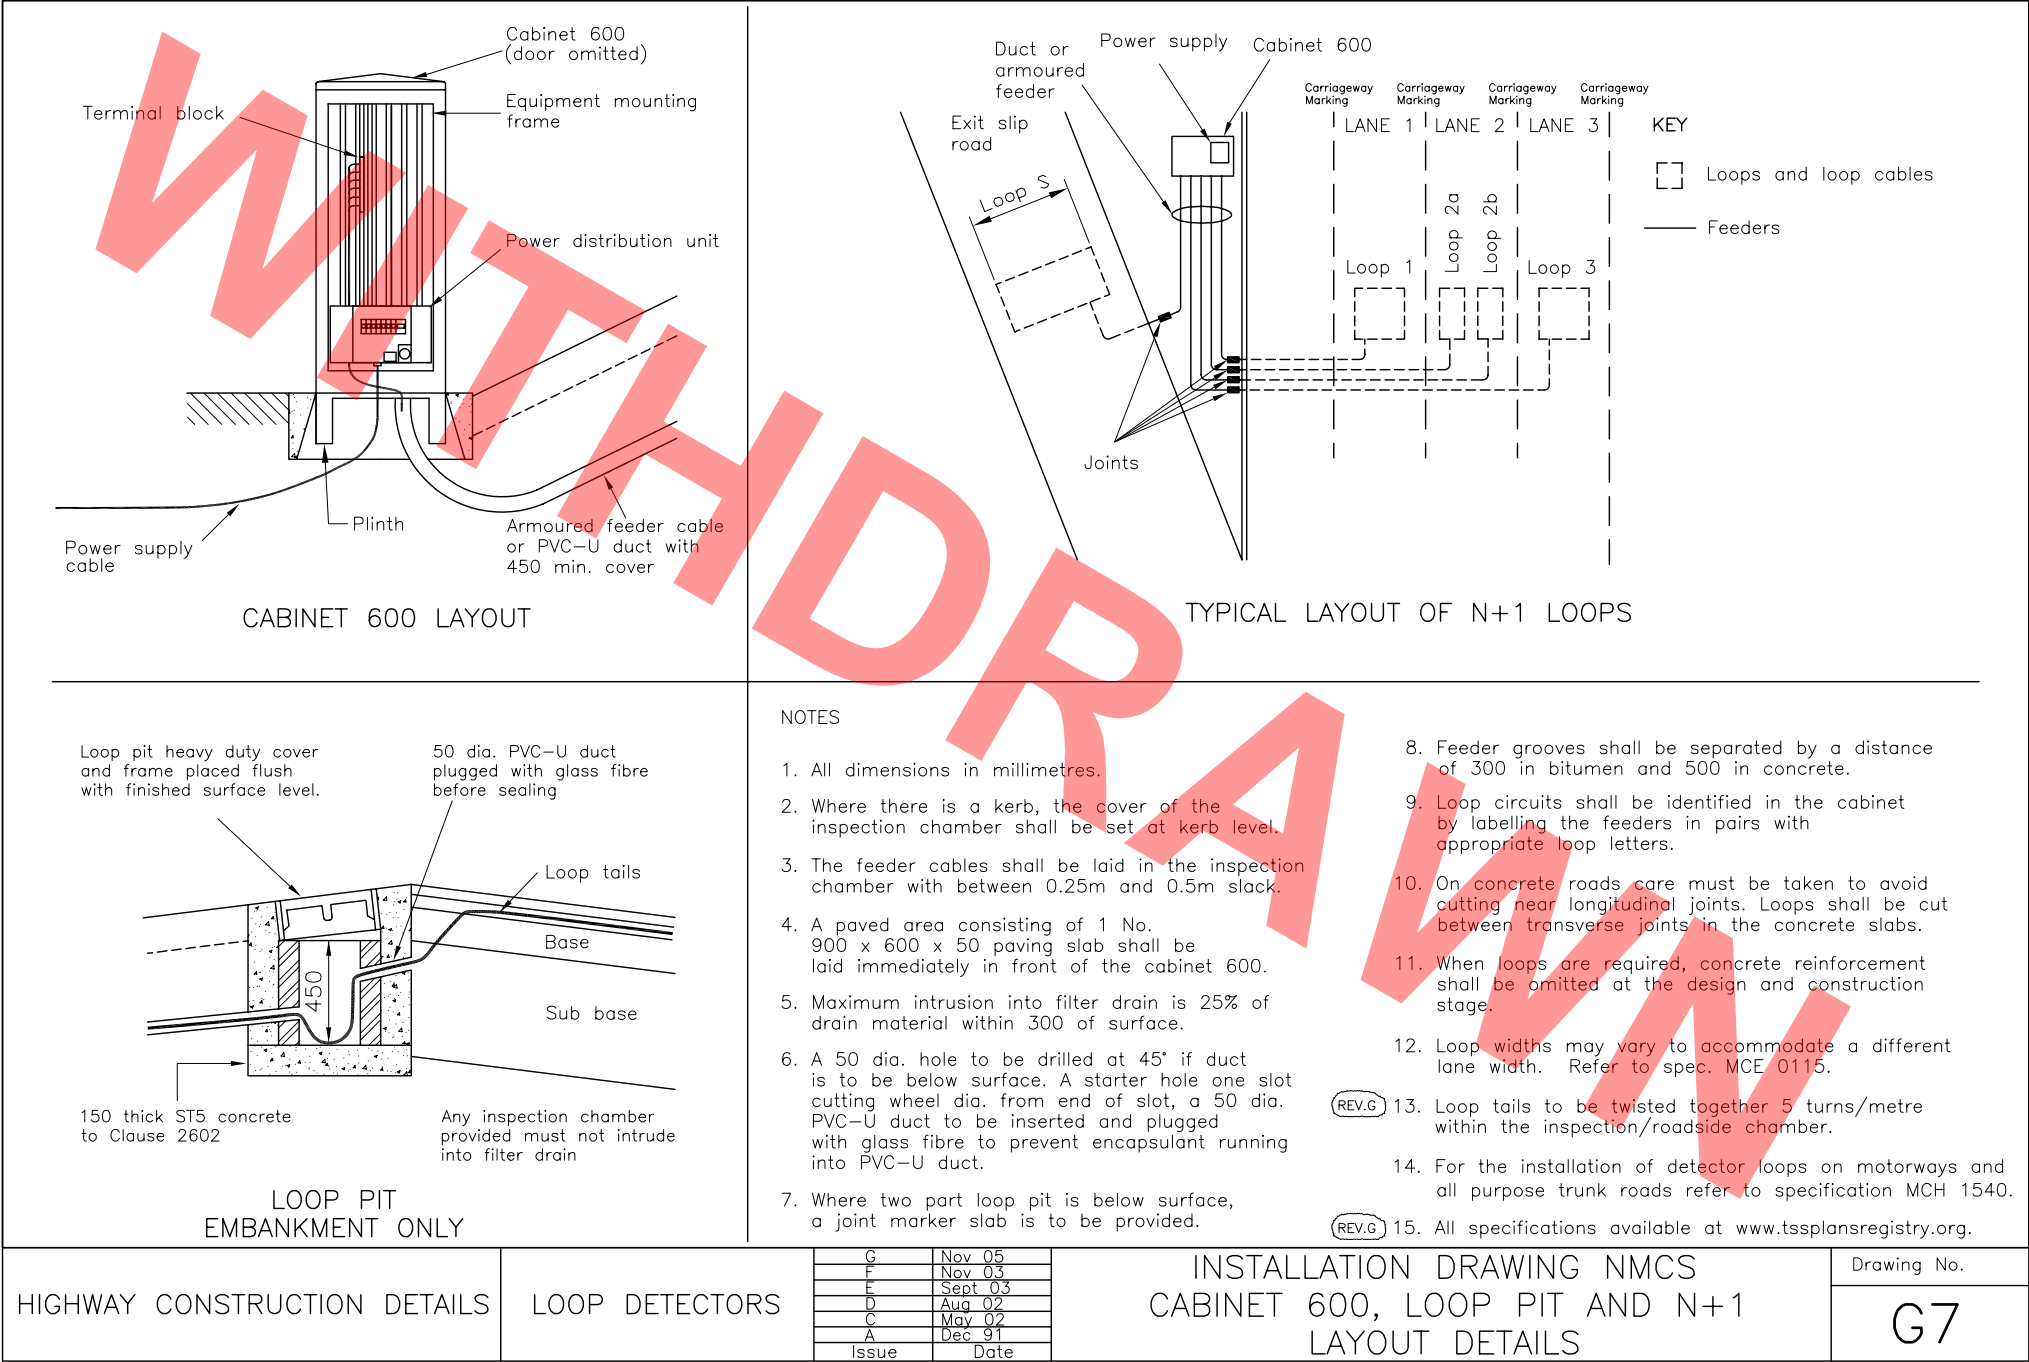 Cabinet 600
(door omitted)
Terminal block
Equipment mounting
frame
Power distribution unit
Plinth
Power supply
cable
Armoured feeder cable
or PVC-U duct with
450 min. cover
CABINET 600 LAYOUT
Duct or
armoured
feeder
Power supply
Cabinet 600
Exit slip
road
Loop S
Carriageway
Marking
Carriageway
Marking
Carriageway
Marking
Carriageway
Marking
LANE 1
LANE 2
LANE 3
KEY
Loops and loop cables
Feeders
Loop 1
Loop 2a
Loop 2b
Loop 3
Joints
TYPICAL LAYOUT OF N+1 LOOPS
Loop pit heavy duty cover
and frame placed flush
with finished surface level.
50 dia. PVC-U duct
plugged with glass fibre
before sealing
Loop tails
Base
450
Sub base
150 thick ST5 concrete
to Clause 2602
Any inspection chamber
provided must not intrude
into filter drain
LOOP PIT
EMBANKMENT ONLY
NOTES
1. All dimensions in millimetres.
2. Where there is a kerb, the cover of the
inspection chamber shall be set at kerb level.
3. The feeder cables shall be laid in the inspection
chamber with between 0.25m and 0.5m slack.
4. A paved area consisting of 1 No.
900 x 600 x 50 paving slab shall be
laid immediately in front of the cabinet 600.
5. Maximum intrusion into filter drain is 25% of
drain material within 300 of surface.
6. A 50 dia. hole to be drilled at 45° if duct
is to be below surface. A starter hole one slot
cutting wheel dia. from end of slot, a 50 dia.
PVC-U duct to be inserted and plugged
with glass fibre to prevent encapsulant running
into PVC-U duct.
7. Where two part loop pit is below surface,
a joint marker slab is to be provided.
8. Feeder grooves shall be separated by a distance
of 300 in bitumen and 500 in concrete.
9. Loop circuits shall be identified in the cabinet
by labelling the feeders in pairs with
appropriate loop letters.
10. On concrete roads care must be taken to avoid
cutting near longitudinal joints. Loops shall be cut
between transverse joints in the concrete slabs.
11. When loops are required, concrete reinforcement
shall be omitted at the design and construction
stage.
12. Loop widths may vary to accommodate a different
lane width. Refer to spec. MCE 0115.
REV.G 13. Loop tails to be twisted together 5 turns/metre
within the inspection/roadside chamber.
14. For the installation of detector loops on motorways and
all purpose trunk roads refer to specification MCH 1540.
REV.G 15. All specifications available at www.tssplansregistry.org.
WITHDRAWN
HIGHWAY CONSTRUCTION DETAILS
LOOP DETECTORS
G Nov 05
F Nov 03
E Sept 03
D Aug 02
C May 02
A Dec 91
Issue Date
INSTALLATION DRAWING NMCS
CABINET 600, LOOP PIT AND N+1
LAYOUT DETAILS
Drawing No.
G7